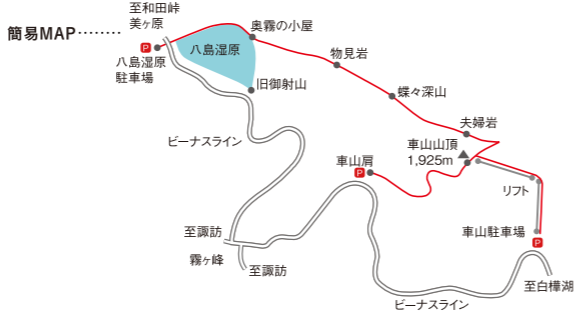 簡易MAP
至和田峠
美ヶ原
P
八島湿原
駐車場
八島湿原
奥霧の小屋
旧御射山
物見岩
蝶々深山
夫婦岩
車山山頂
1,925m
車山肩
P
リフト
車山駐車場
P
至白樺湖
ビーナスライン
至諏訪
霧ヶ峰
至諏訪
ビーナスライン